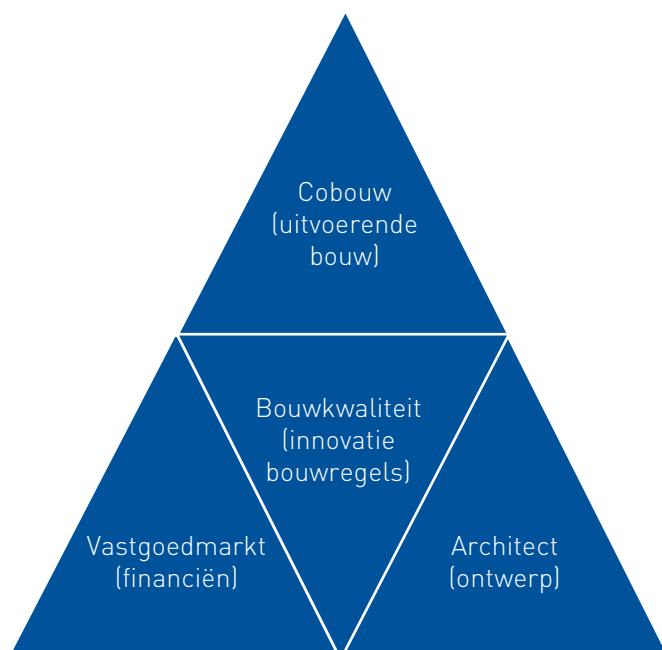 Cobouw
(uitvoerende
bouw)
Bouwkwaliteit
(innovatie
bouwregels)
Vastgoedmarkt
(financiën)
Architect
(ontwerp)